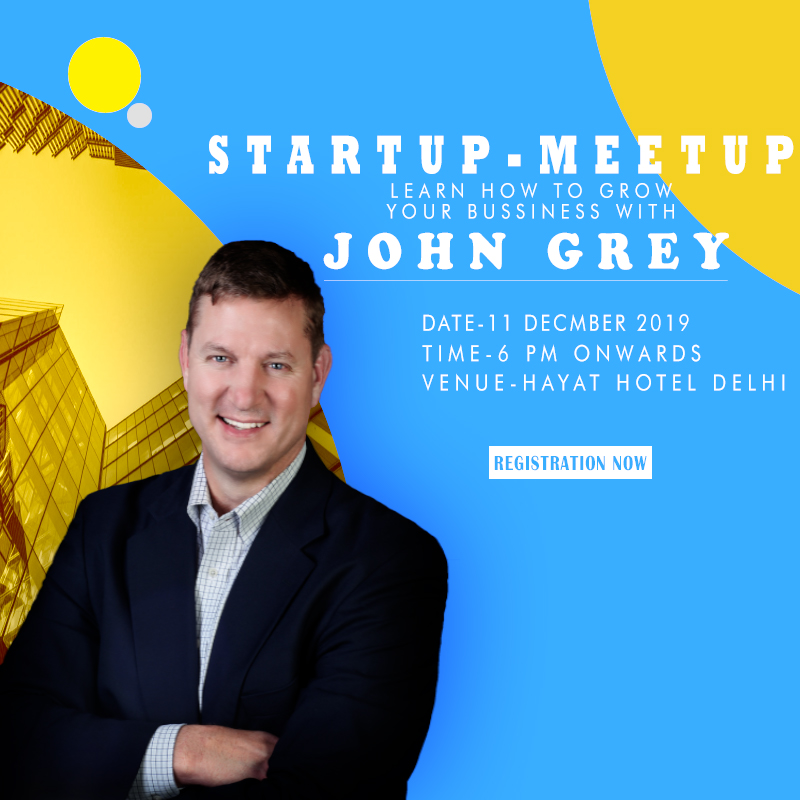 STARTUP-MEETUP
LEARN HOW TO GROW
YOUR BUSSINESS WITH
JOHN GREY
DATE-11 DECMBER 2019
TIME-6 PM ONWARDS
VENUE-HAYAT HOTEL DELHI
REGISTRATION NOW